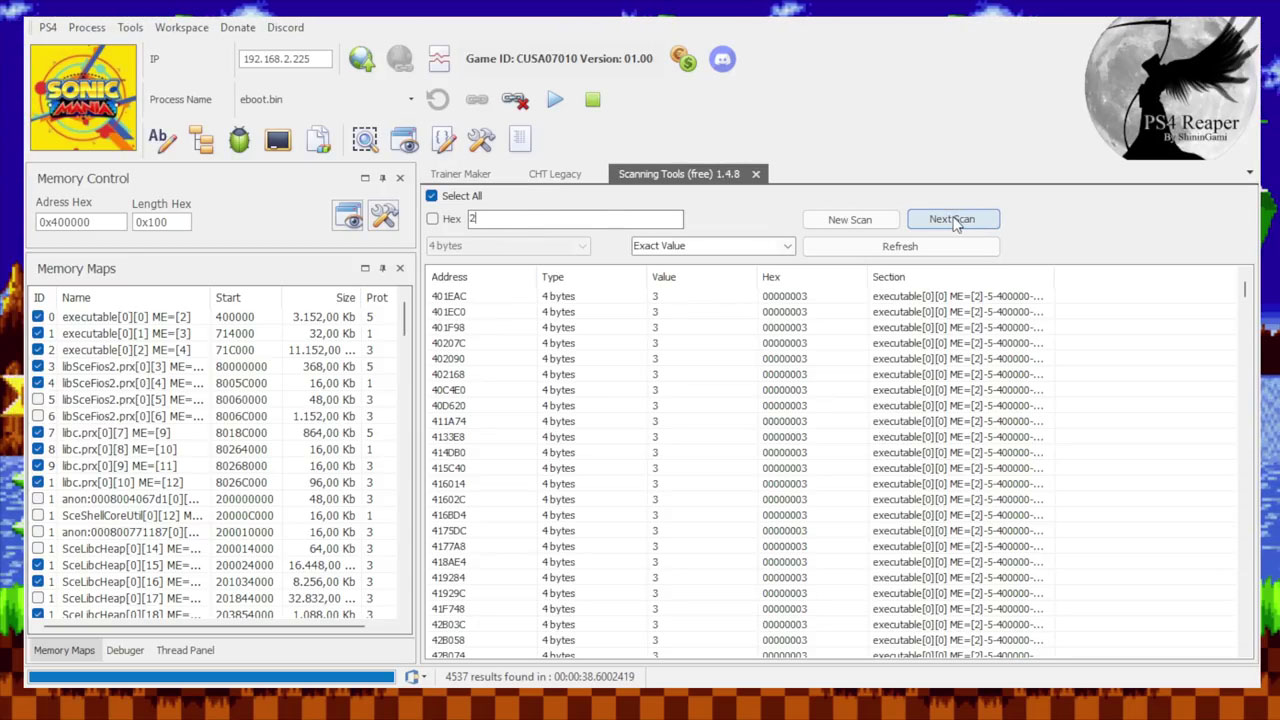 PS4 Process Tools Workspace Donate Discord
SONIC
MANIA
IP 192.168.2.225 Game ID: CUSA07010 Version: 01.00
Process Name eboot.bin
PS4 Reaper
By ShininGami
Memory Control
Adress Hex Length Hex
0x400000 0x100
Memory Maps
ID Name Start Size Prot
0 executable[0][0] ME=[2] 400000 3.152,00 Kb 5
1 executable[0][1] ME=[3] 714000 32,00 Kb 1
2 executable[0][2] ME=[4] 71C000 11.152,00 ... 3
3 libSceFios2.prx[0][3] ME=... 80000000 368,00 Kb 5
4 libSceFios2.prx[0][4] ME=... 8005C000 16,00 Kb 1
5 libSceFios2.prx[0][5] ME=... 80060000 48,00 Kb 3
6 libSceFios2.prx[0][6] ME=... 8006C000 1.152,00 Kb 3
7 libc.prx[0][7] ME=[9] 8018C000 864,00 Kb 5
8 libc.prx[0][8] ME=[10] 80264000 16,00 Kb 1
9 libc.prx[0][9] ME=[11] 80268000 16,00 Kb 3
1 libc.prx[0][10] ME=[12] 8026C000 96,00 Kb 3
1 anon:0008004067d1[0][... 200000000 48,00 Kb 3
1 SceShellCoreUtil[0][12] M... 20000C000 16,00 Kb 1
1 anon:000800771187[0][... 200010000 16,00 Kb 3
1 SceLibcHeap[0][14] ME=... 200014000 64,00 Kb 3
1 SceLibcHeap[0][15] ME=... 200024000 16.448,00 ... 3
1 SceLibcHeap[0][16] ME=... 201034000 8.256,00 Kb 3
1 SceLibcHeap[0][17] ME=... 201844000 32.832,00 ... 3
1 SceLibcHeap[0][18] ME=... 203854000 1.088,00 Kb 3
Memory Maps Debuger Thread Panel
Trainer Maker CHT Legacy Scanning Tools (free) 1.4.8
Select All
Hex 2 New Scan Next Scan
4 bytes Exact Value Refresh
Address Type Value Hex Section
401EAC 4 bytes 3 00000003 executable[0][0] ME=[2]-5-400000-...
401EC0 4 bytes 3 00000003 executable[0][0] ME=[2]-5-400000-...
401F98 4 bytes 3 00000003 executable[0][0] ME=[2]-5-400000-...
40207C 4 bytes 3 00000003 executable[0][0] ME=[2]-5-400000-...
402090 4 bytes 3 00000003 executable[0][0] ME=[2]-5-400000-...
402168 4 bytes 3 00000003 executable[0][0] ME=[2]-5-400000-...
40C4E0 4 bytes 3 00000003 executable[0][0] ME=[2]-5-400000-...
40D620 4 bytes 3 00000003 executable[0][0] ME=[2]-5-400000-...
411A74 4 bytes 3 00000003 executable[0][0] ME=[2]-5-400000-...
4133E8 4 bytes 3 00000003 executable[0][0] ME=[2]-5-400000-...
414DB0 4 bytes 3 00000003 executable[0][0] ME=[2]-5-400000-...
415C40 4 bytes 3 00000003 executable[0][0] ME=[2]-5-400000-...
416014 4 bytes 3 00000003 executable[0][0] ME=[2]-5-400000-...
41602C 4 bytes 3 00000003 executable[0][0] ME=[2]-5-400000-...
416BD4 4 bytes 3 00000003 executable[0][0] ME=[2]-5-400000-...
4175DC 4 bytes 3 00000003 executable[0][0] ME=[2]-5-400000-...
4177A8 4 bytes 3 00000003 executable[0][0] ME=[2]-5-400000-...
418AE4 4 bytes 3 00000003 executable[0][0] ME=[2]-5-400000-...
419284 4 bytes 3 00000003 executable[0][0] ME=[2]-5-400000-...
41929C 4 bytes 3 00000003 executable[0][0] ME=[2]-5-400000-...
41F748 4 bytes 3 00000003 executable[0][0] ME=[2]-5-400000-...
42B03C 4 bytes 3 00000003 executable[0][0] ME=[2]-5-400000-...
42B058 4 bytes 3 00000003 executable[0][0] ME=[2]-5-400000-...
42B074 4 bytes 3 00000003 executable[0][0] ME=[2]-5-400000-...
4537 results found in : 00:00:38.6002419